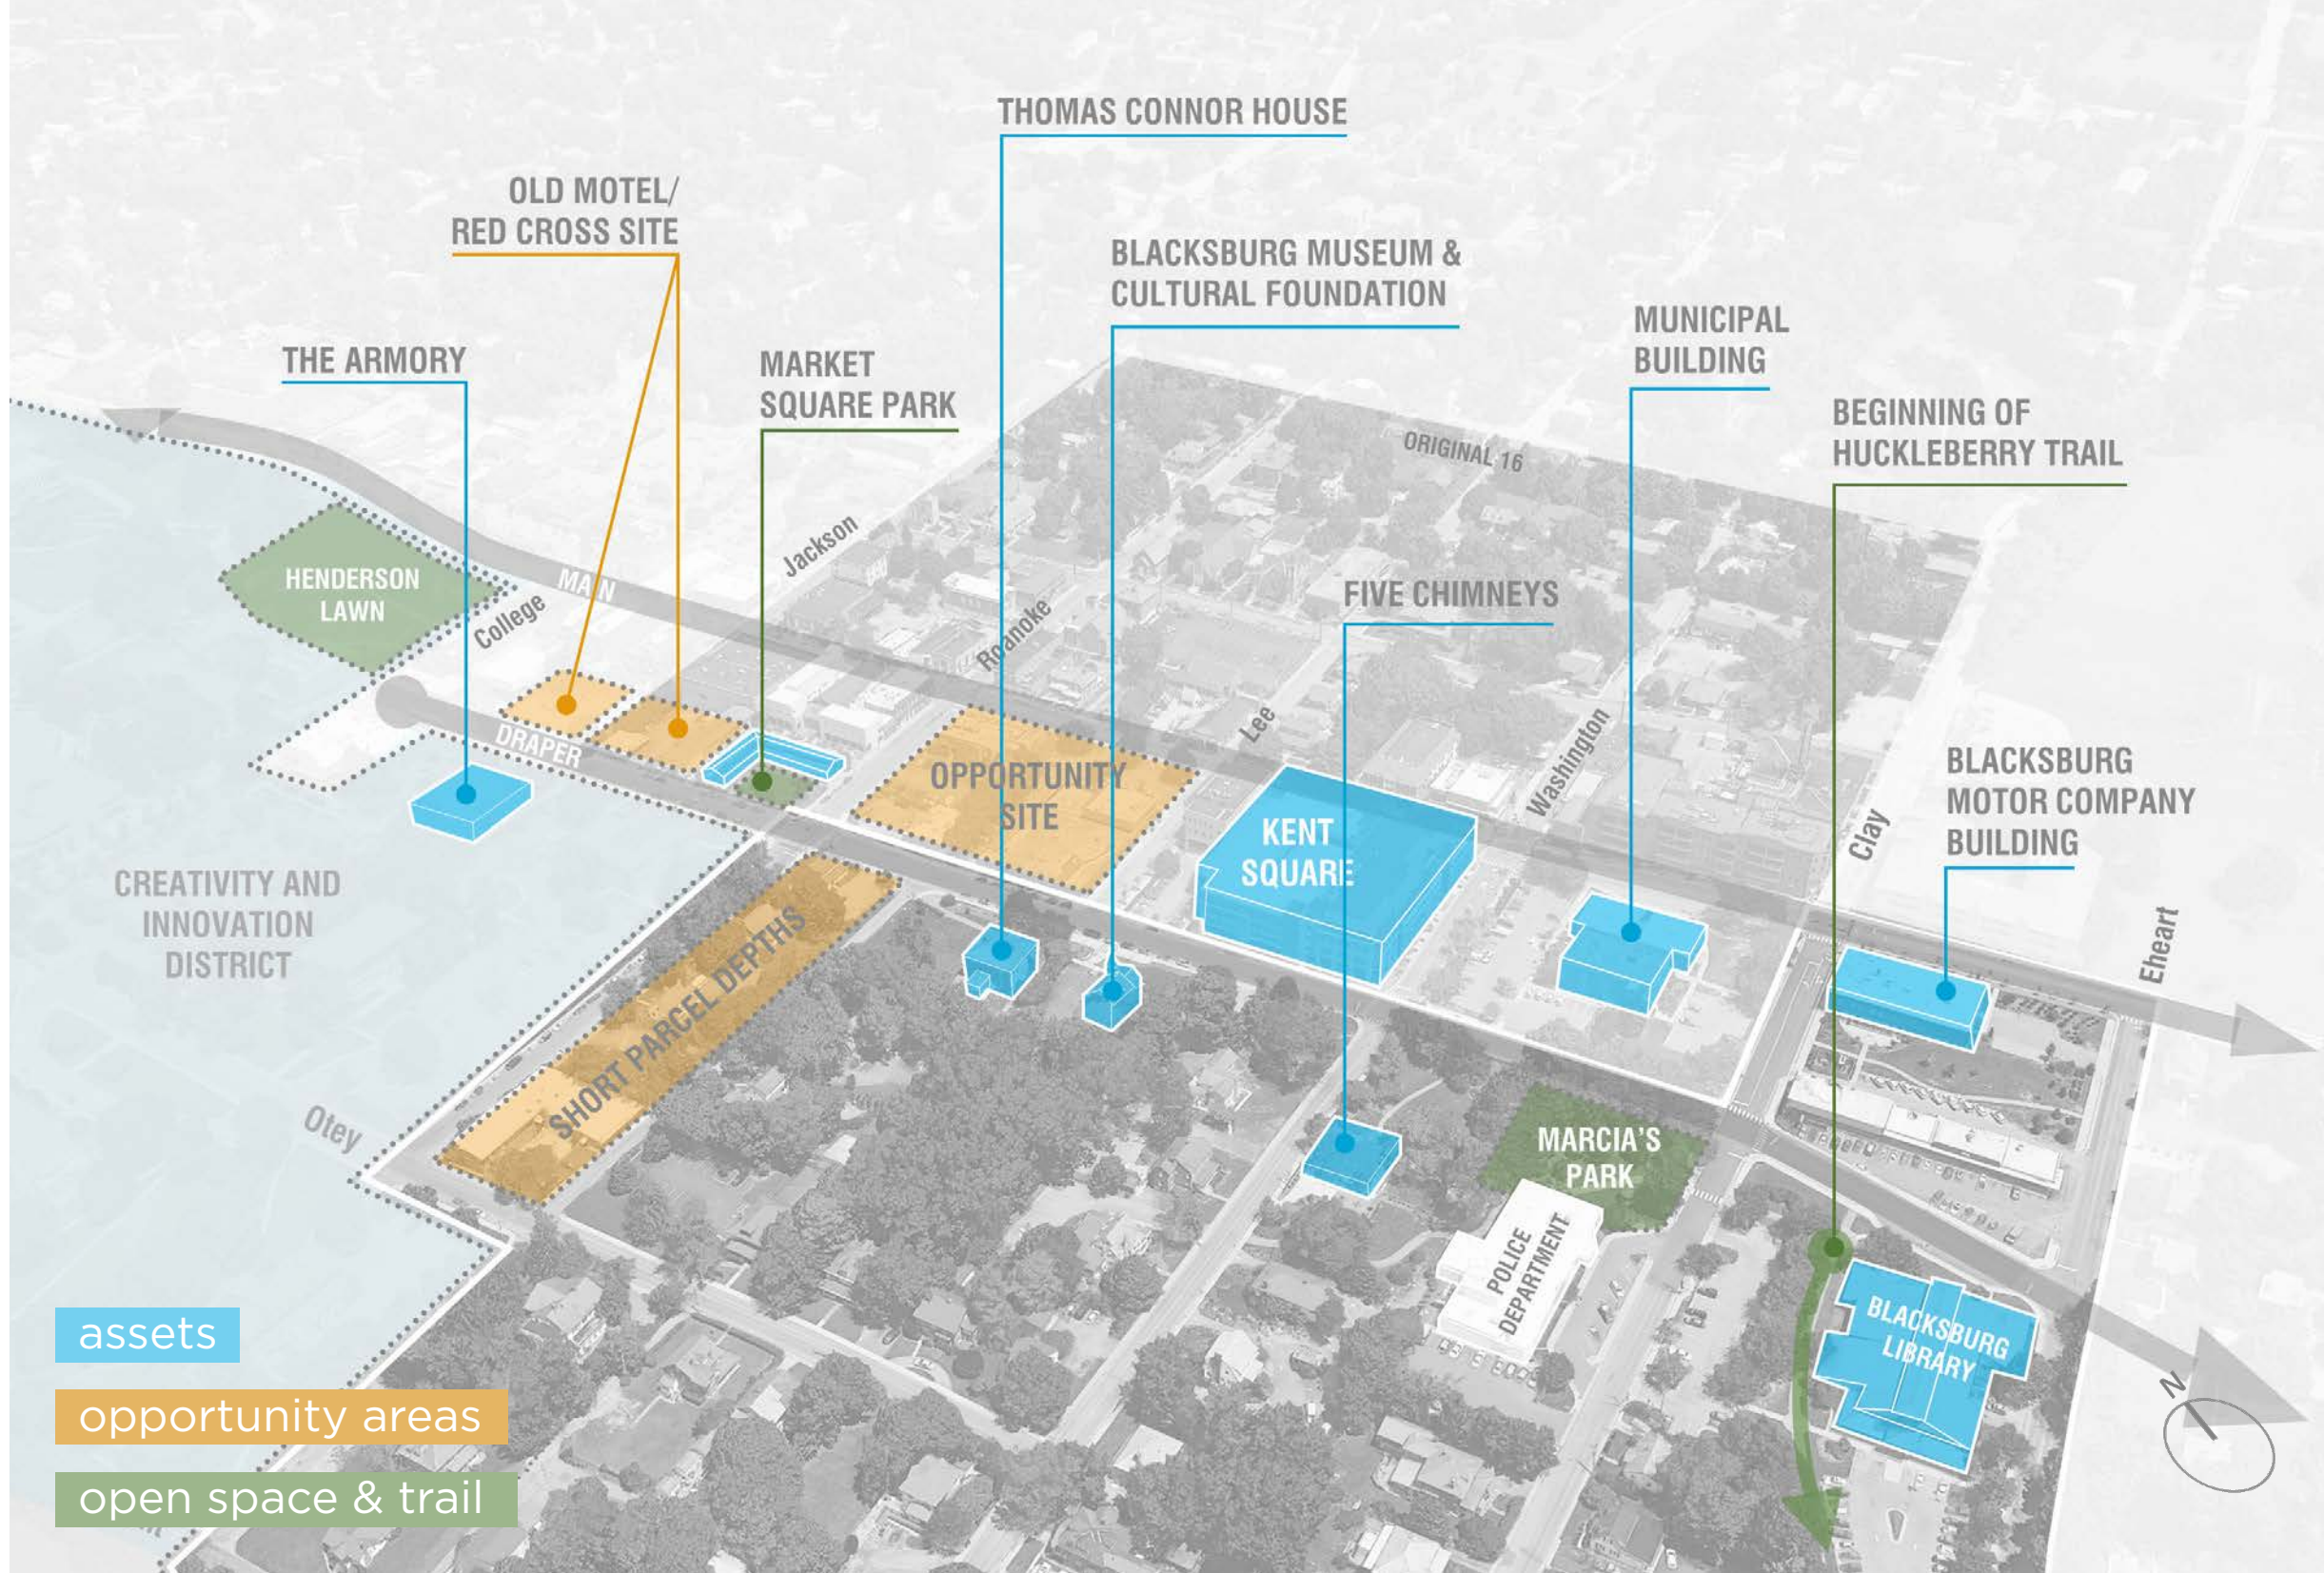 THOMAS CONNOR HOUSE
OLD MOTEL/
RED CROSS SITE
BLACKSBURG MUSEUM &
CULTURAL FOUNDATION
MUNICIPAL
BUILDING
THE ARMORY
MARKET
SQUARE PARK
BEGINNING OF
HUCKLEBERRY TRAIL
ORIGINAL 16
Jackson
HENDERSON
LAWN
MAIN
College
Roanoke
FIVE CHIMNEYS
Lee
Washington
DRAPER
OPPORTUNITY
SITE
KENT
SQUARE
Clay
BLACKSBURG
MOTOR COMPANY
BUILDING
CREATIVITY AND
INNOVATION
DISTRICT
Eheart
SHORT PARCEL DEPTHS
Otey
MARCIA'S
PARK
POLICE
DEPARTMENT
BLACKSBURG
LIBRARY
N
assets
opportunity areas
open space & trail